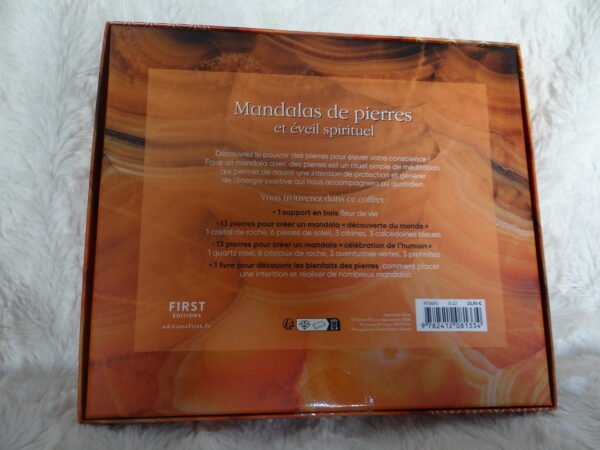 Mandalas de pierres
et éveil spirituel
Découvrez le pouvoir des pierres pour élever votre conscience !
Faire un mandala avec des pierres est un rituel simple de méditation
qui permet de nourrir une intention de protection et générer
de l'énergie positive qui nous accompagnera au quotidien.
Vous trouverez dans ce coffret :
• 1 support en bois fleur de vie
• 13 pierres pour créer un mandala « découverte du monde » :
1 cristal de roche, 6 pierres de soleil, 3 citrines, 3 calcédoines bleues
• 13 pierres pour créer un mandala « célébration de l'humain » :
1 quartz rose, 6 cristaux de roche, 3 aventurines vertes, 3 prehnites
• 1 livre pour découvrir les bienfaits des pierres, comment placer
une intention et réaliser de nombreux mandalas.
FIRST
ÉDITIONS
editionsfirst.fr
9 782412 081334